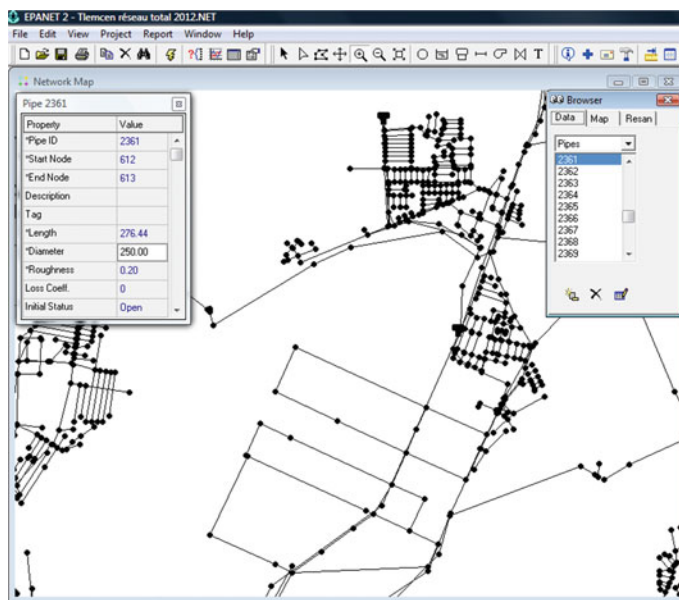 EPANET 2 - Tlemcen réseau total 2012.NET
File Edit View Project Report Window Help
T
Network Map
Pipe 2361
Property Value
*Pipe ID 2361
*Start Node 612
*End Node 613
Description
Tag
*Length 276.44
*Diameter 250.00
*Roughness 0.20
Loss Coeff. 0
Initial Status Open
Browser
Data Map Resan
Pipes
2361
2362
2363
2364
2365
2366
2367
2368
2369